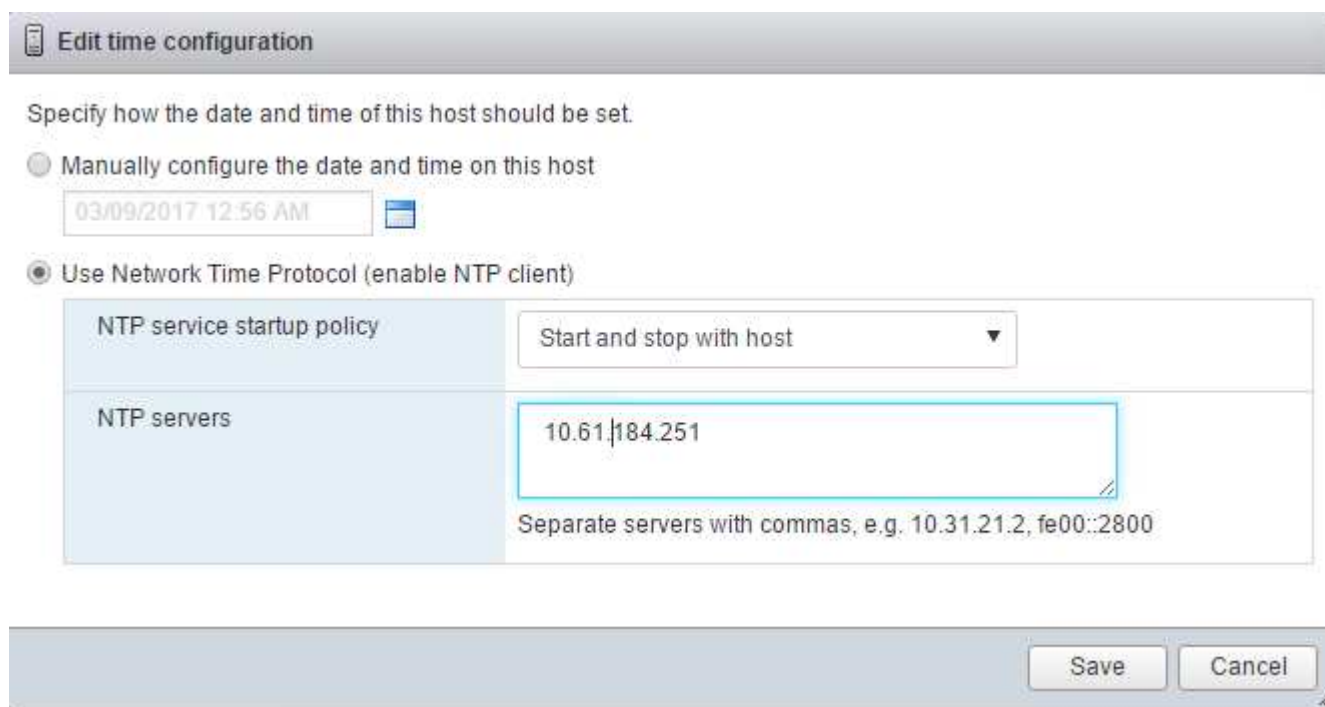 Edit time configuration
Specify how the date and time of this host should be set.
Manually configure the date and time on this host
03/09/2017 12:56 AM
Use Network Time Protocol (enable NTP client)
NTP service startup policy
Start and stop with host
NTP servers
10.61.184.251
Separate servers with commas, e.g. 10.31.21.2, fe00::2800
Save
Cancel